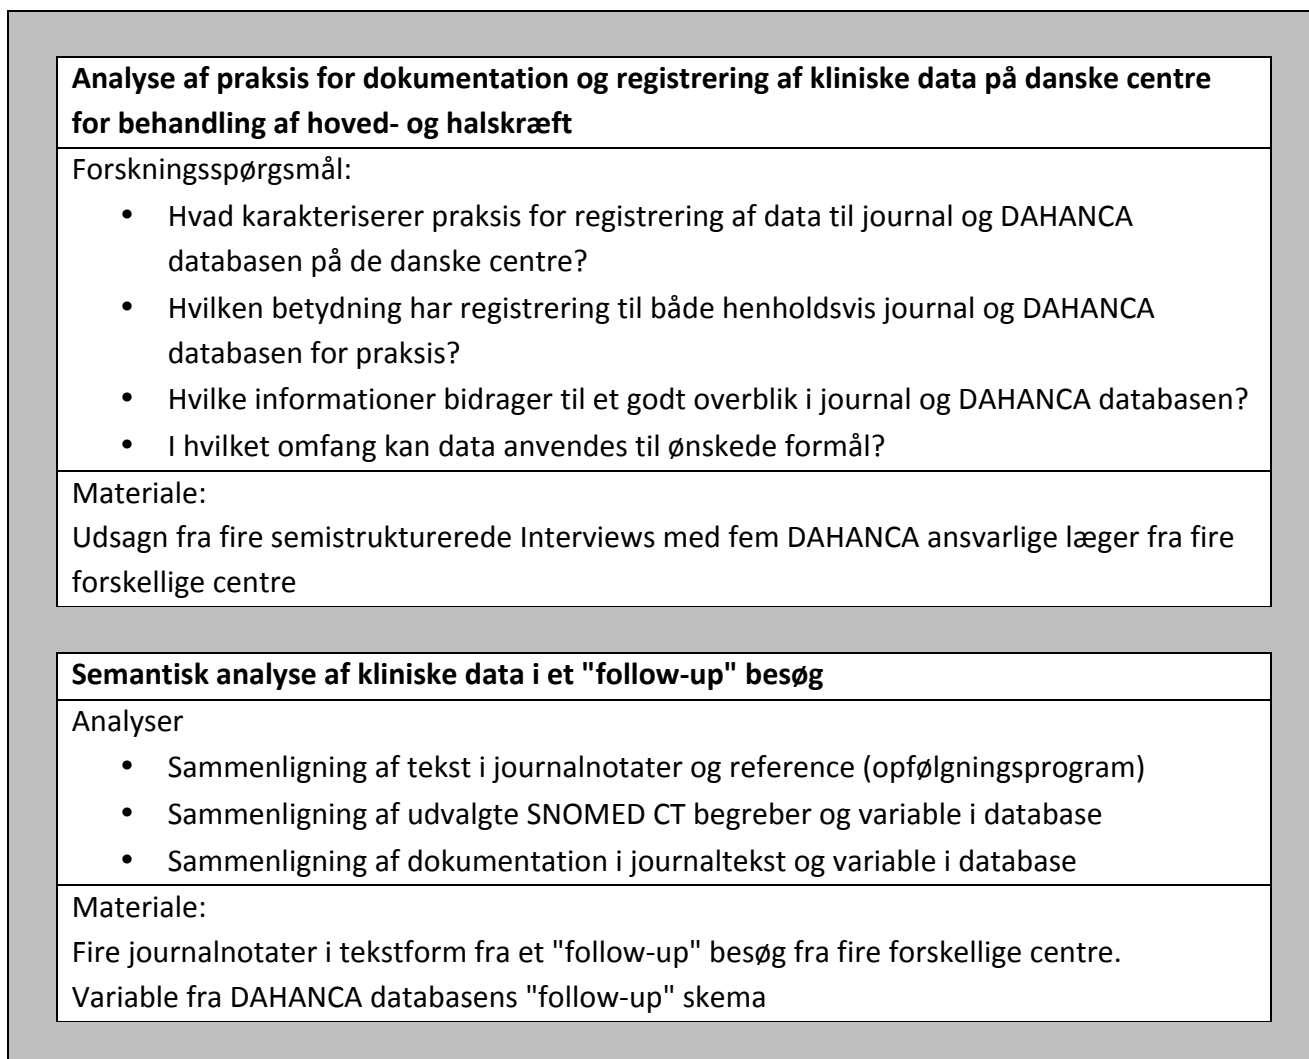 Analyse af praksis for dokumentation og registrering af kliniske data på danske centre
for behandling af hoved- og halskræft
Forskningsspørgsmål:
• Hvad karakteriserer praksis for registrering af data til journal og DAHANCA
databasen på de danske centre?
• Hvilken betydning har registrering til både henholdsvis journal og DAHANCA
databasen for praksis?
• Hvilke informationer bidrager til et godt overblik i journal og DAHANCA databasen?
• I hvilket omfang kan data anvendes til ønskede formål?
Materiale:
Udsagn fra fire semistrukturerede Interviews med fem DAHANCA ansvarlige læger fra fire
forskellige centre
Semantisk analyse af kliniske data i et "follow-up" besøg
Analyser
• Sammenligning af tekst i journalnotater og reference (opfølgningsprogram)
• Sammenligning af udvalgte SNOMED CT begreber og variable i database
• Sammenligning af dokumentation i journaltekst og variable i database
Materiale:
Fire journalnotater i tekstform fra et "follow-up" besøg fra fire forskellige centre.
Variable fra DAHANCA databasens "follow-up" skema